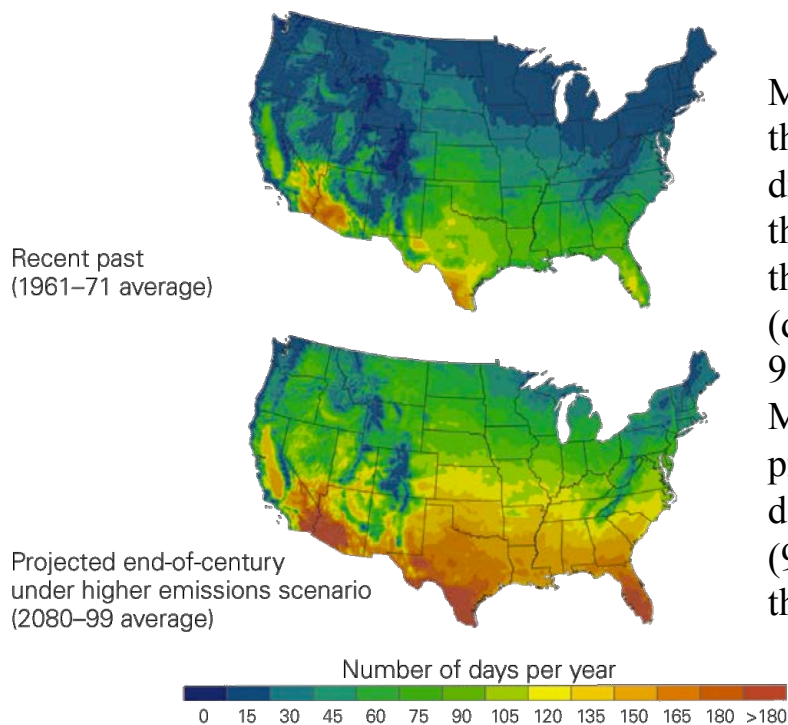 Recent past
(1961–71 average)
Projected end-of-century
under higher emissions scenario
(2080–99 average)
Number of days per year
0 15 30 45 60 75 90 105 120 135 150 165 180 >180